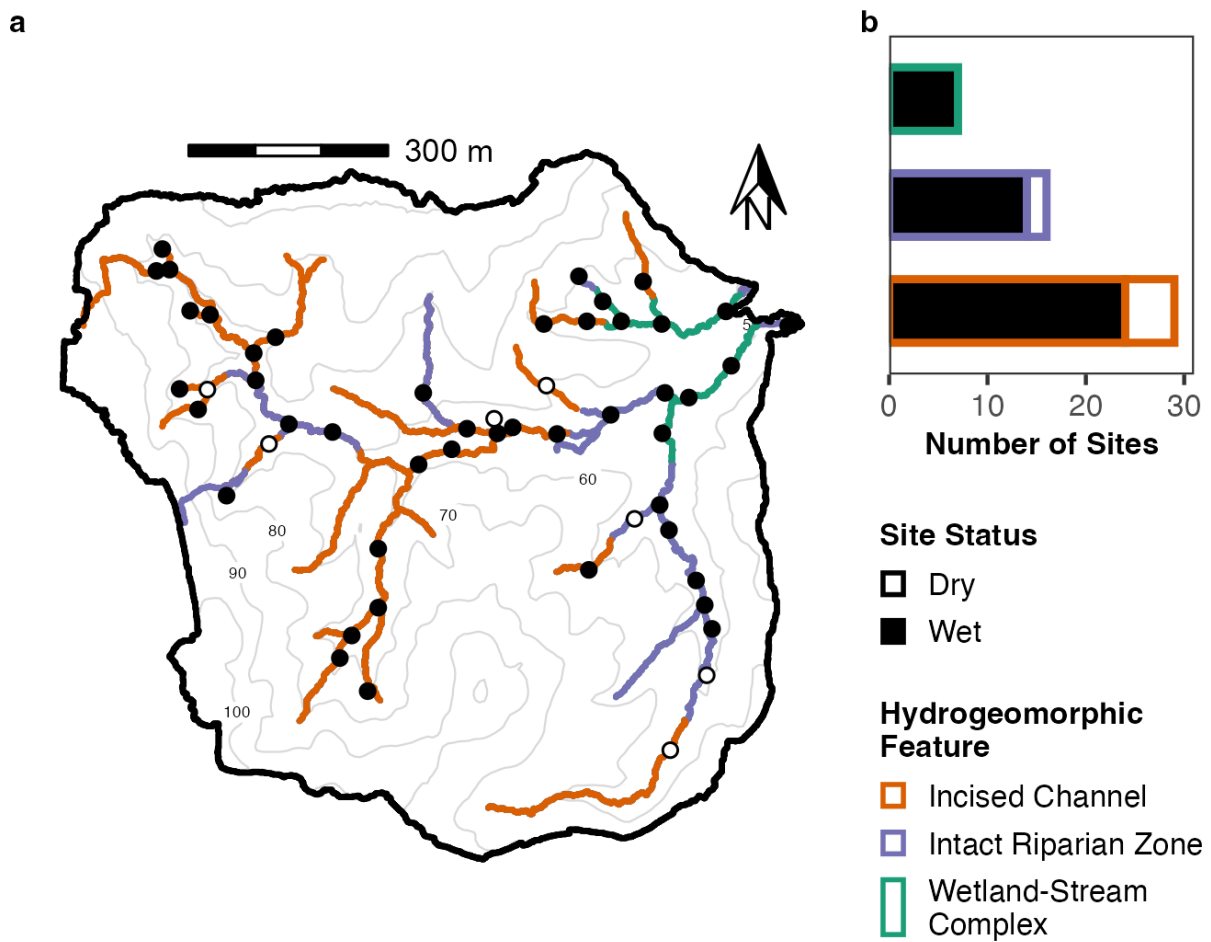 a
b
300 m
N
5
60
70
80
90
100
0 10 20 30
Number of Sites
Site Status
Dry
Wet
Hydrogeomorphic
Feature
Incised Channel
Intact Riparian Zone
Wetland-Stream
Complex